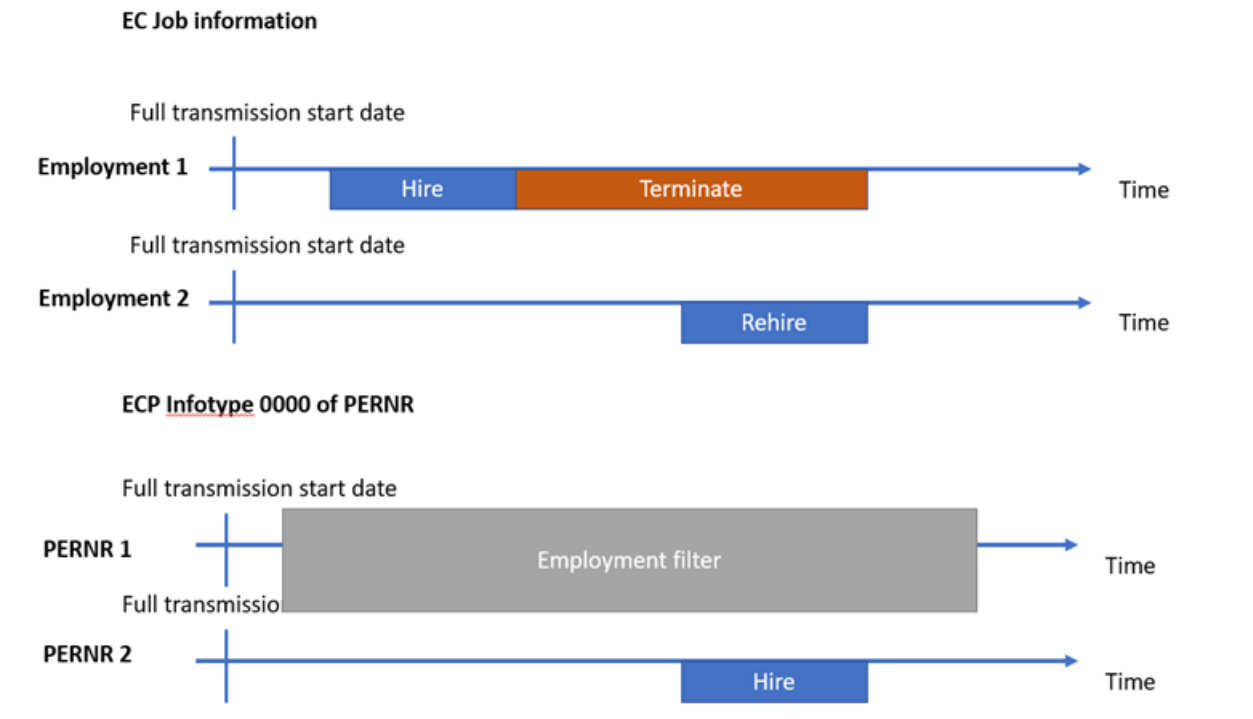 EC Job information
Full transmission start date
Employment 1
Hire
Terminate
Time
Full transmission start date
Employment 2
Rehire
Time
ECP Infotype 0000 of PERNR
Full transmission start date
PERNR 1
Employment filter
Time
Full transmissio
PERNR 2
Hire
Time